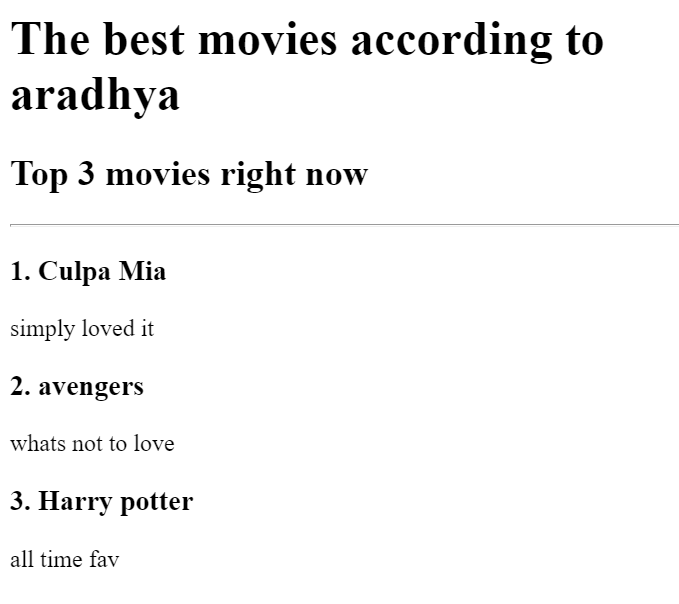 The best movies according to
aradhya
Top 3 movies right now
1. Culpa Mia
simply loved it
2. avengers
whats not to love
3. Harry potter
all time fav